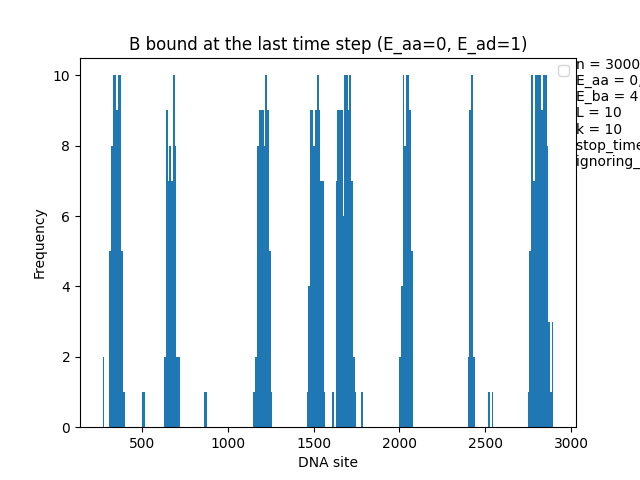 B bound at the last time step (E_aa=0, E_ad=1)
n = 3000
E_aa = 0,
E_ba = 4
L = 10
k = 10
stop_time
ignoring_
Frequency
10
8
6
4
2
0
500 1000 1500 2000 2500 3000
DNA site